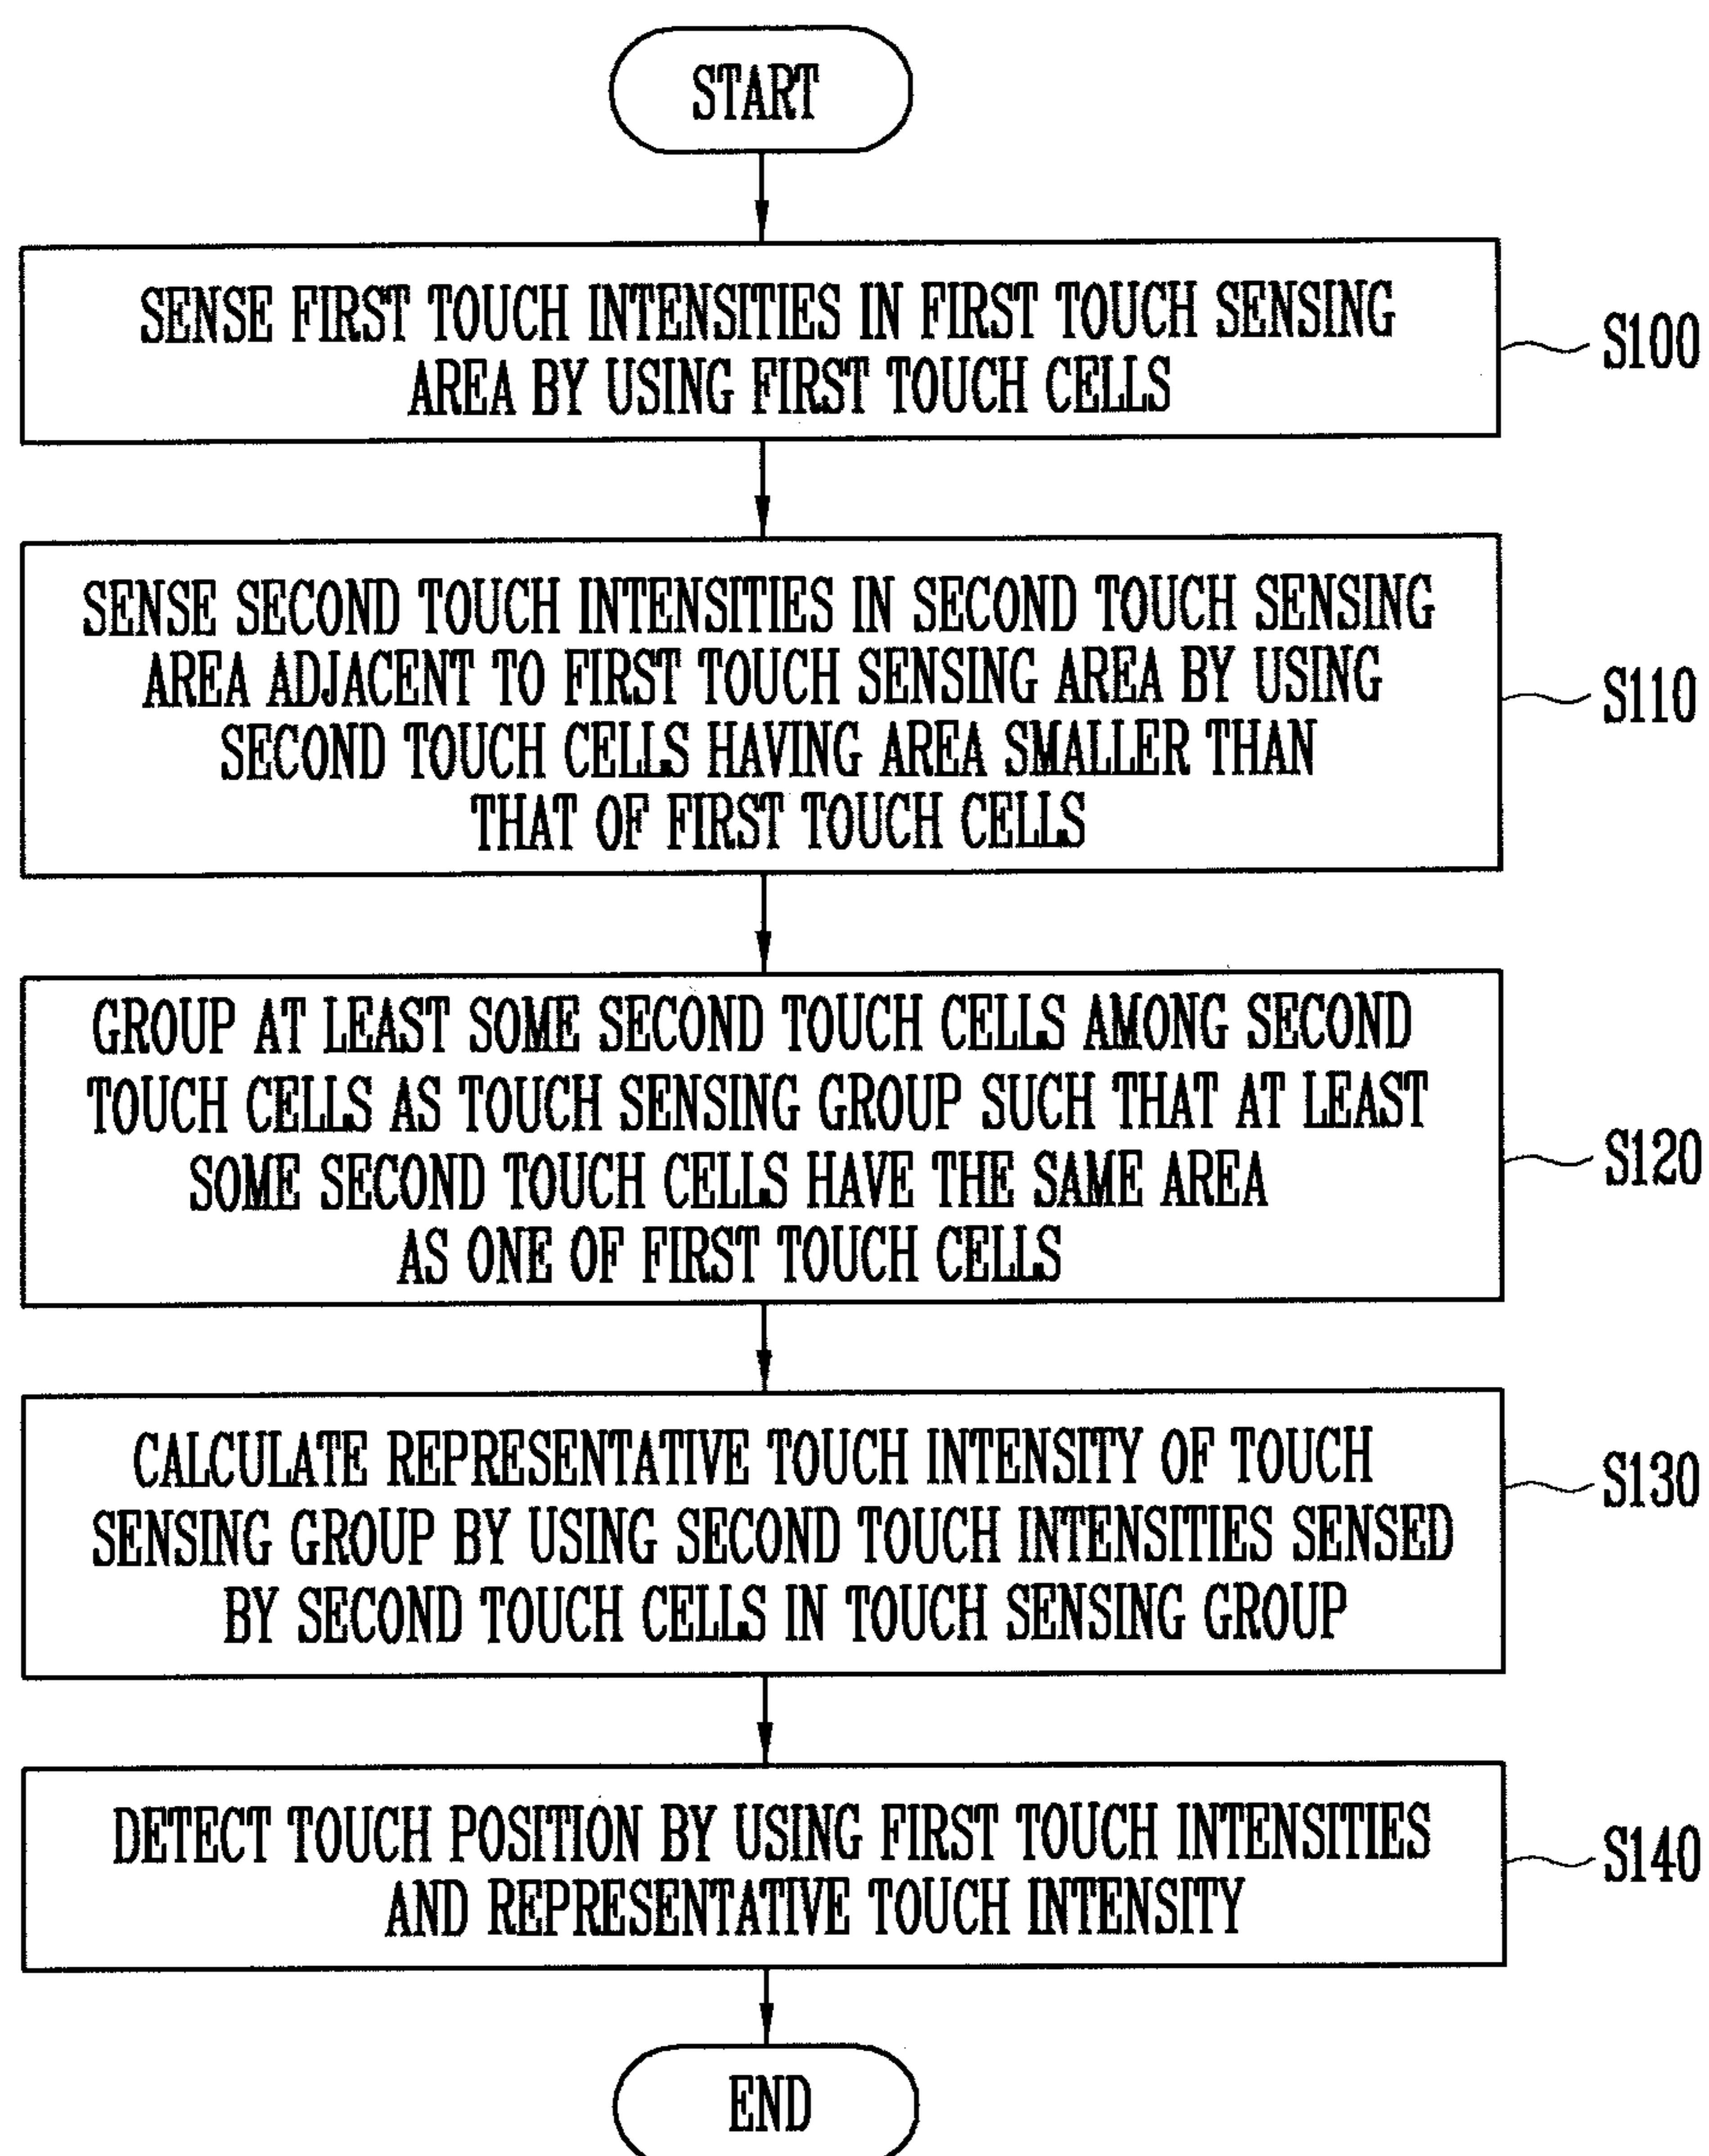 START
SENSE FIRST TOUCH INTENSITIES IN FIRST TOUCH SENSING
AREA BY USING FIRST TOUCH CELLS
S100
SENSE SECOND TOUCH INTENSITIES IN SECOND TOUCH SENSING
AREA ADJACENT TO FIRST TOUCH SENSING AREA BY USING
SECOND TOUCH CELLS HAVING AREA SMALLER THAN
THAT OF FIRST TOUCH CELLS
S110
GROUP AT LEAST SOME SECOND TOUCH CELLS AMONG SECOND
TOUCH CELLS AS TOUCH SENSING GROUP SUCH THAT AT LEAST
SOME SECOND TOUCH CELLS HAVE THE SAME AREA
AS ONE OF FIRST TOUCH CELLS
S120
CALCULATE REPRESENTATIVE TOUCH INTENSITY OF TOUCH
SENSING GROUP BY USING SECOND TOUCH INTENSITIES SENSED
BY SECOND TOUCH CELLS IN TOUCH SENSING GROUP
S130
DETECT TOUCH POSITION BY USING FIRST TOUCH INTENSITIES
AND REPRESENTATIVE TOUCH INTENSITY
S140
END